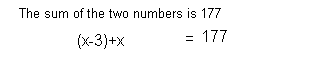 The sum of the two numbers is 177
(x-3)+x = 177